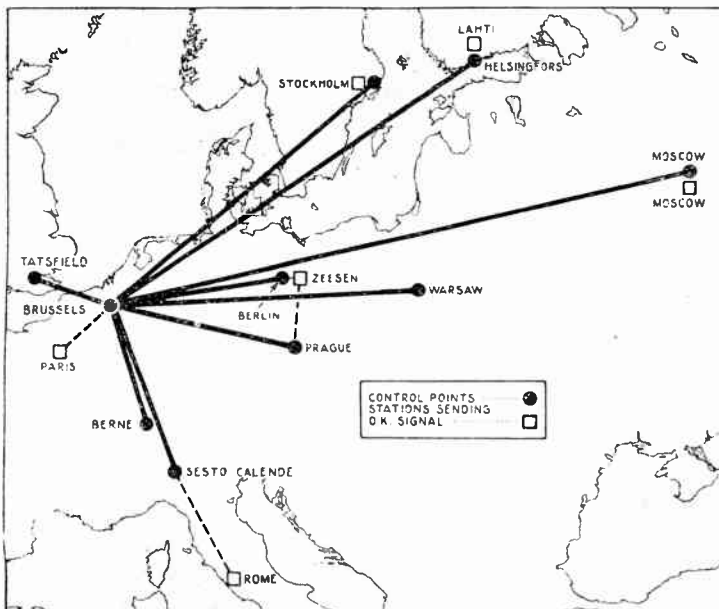 LAHTI
HELSINGFORS
STOCKHOLM
MOSCOW
MOSCOW
TATSFIELD
ZEESEN
BRUSSELS
BERLIN
WARSAW
PRAGUE
PARIS
CONTROL POINTS
STATIONS SENDING
O.K. SIGNAL
BERNE
SESTO CALENDE
ROME